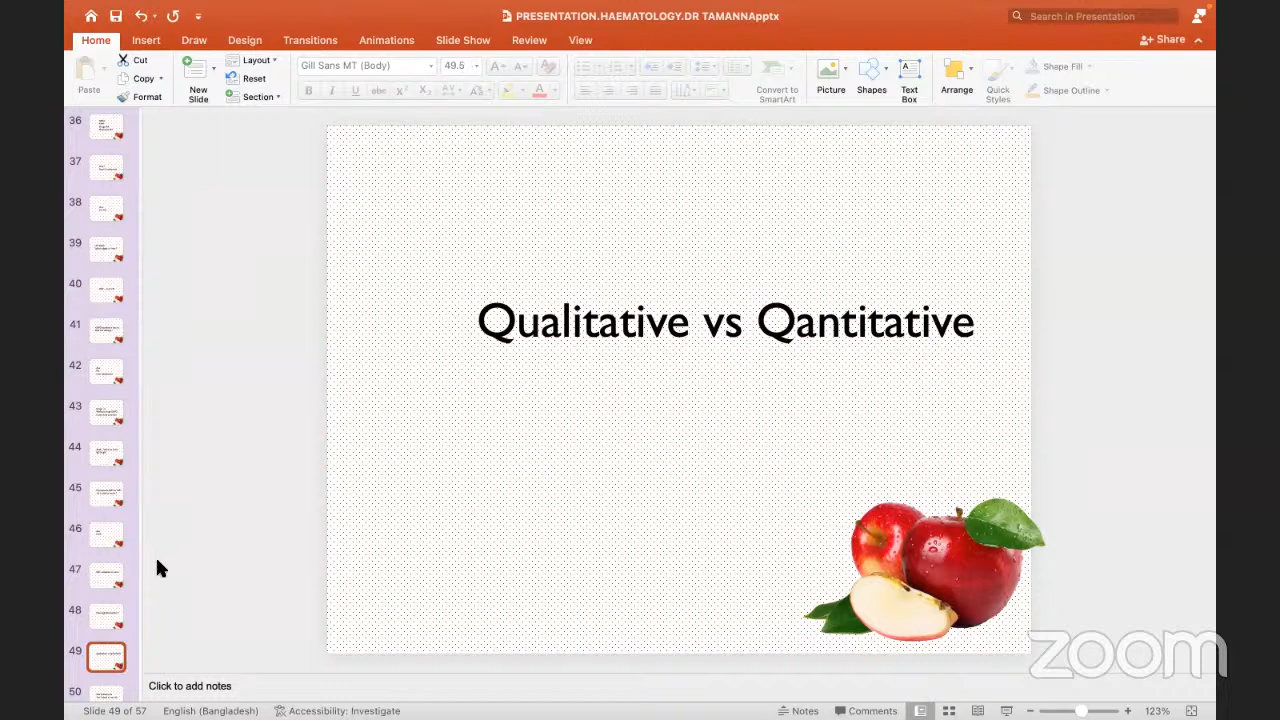 PRESENTATION.HAEMATOLOGY.DR TAMANNApptx
Search in Presentation
Home Insert Draw Design Transitions Animations Slide Show Review View
Share
Paste
Cut
Copy
Format
New
Slide
Layout
Reset
Section
Gill Sans MT (Body) 49.5
Convert to
SmartArt
Picture
Shapes
Text
Box
Arrange
Quick
Styles
Shape Fill
Shape Outline
36
37
38
39
40
41
42
43
44
45
46
47
48
49
50
Qualitative vs Qantitative
zoom
Click to add notes
Slide 49 of 57 English (Bangladesh) Accessibility: Investigate Notes Comments 123%